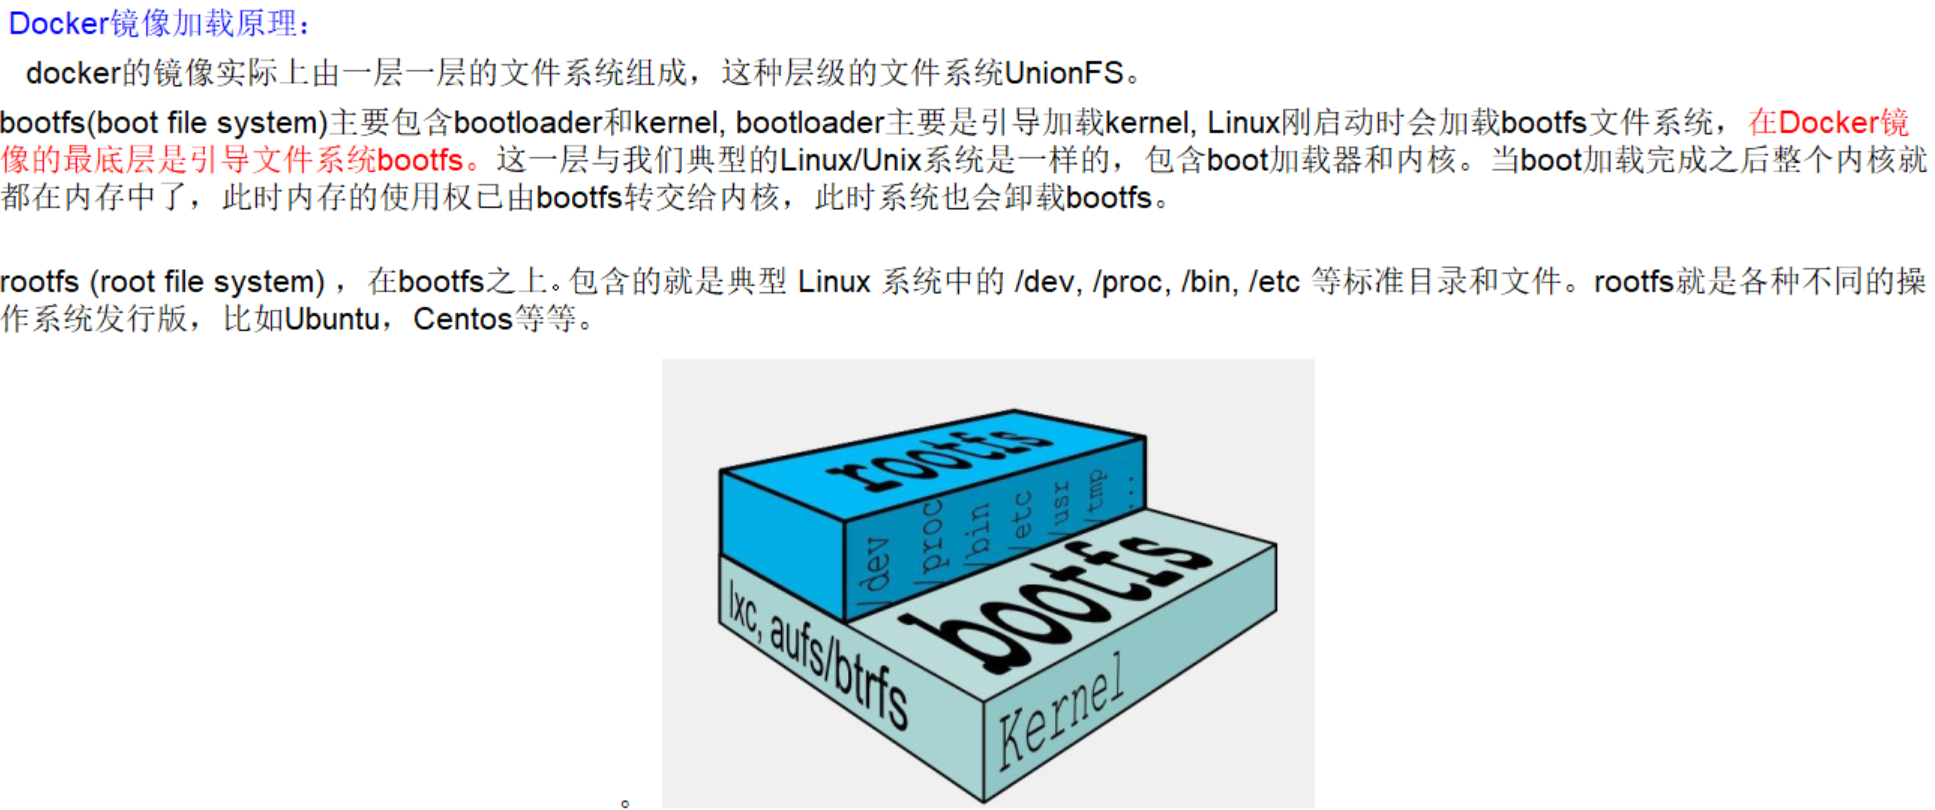 Docker镜像加载原理：
docker的镜像实际上由一层一层的文件系统组成，这种层级的文件系统UnionFS。
bootfs(boot file system)主要包含bootloader和kernel, bootloader主要是引导加载kernel, Linux刚启动时会加载bootfs文件系统，在Docker镜
像的最底层是引导文件系统bootfs。这一层与我们典型的Linux/Unix系统是一样的，包含boot加载器和内核。当boot加载完成之后整个内核就
都在内存中了，此时内存的使用权已由bootfs转交给内核，此时系统也会卸载bootfs。
rootfs (root file system) ，在bootfs之上。包含的就是典型 Linux 系统中的 /dev, /proc, /bin, /etc 等标准目录和文件。rootfs就是各种不同的操
作系统发行版，比如Ubuntu，Centos等等。
rootfs
/dev
/proc
/bin
/etc
/usr
/tmp
...
bootfs
lxc, aufs/btrfs
Kernel
。